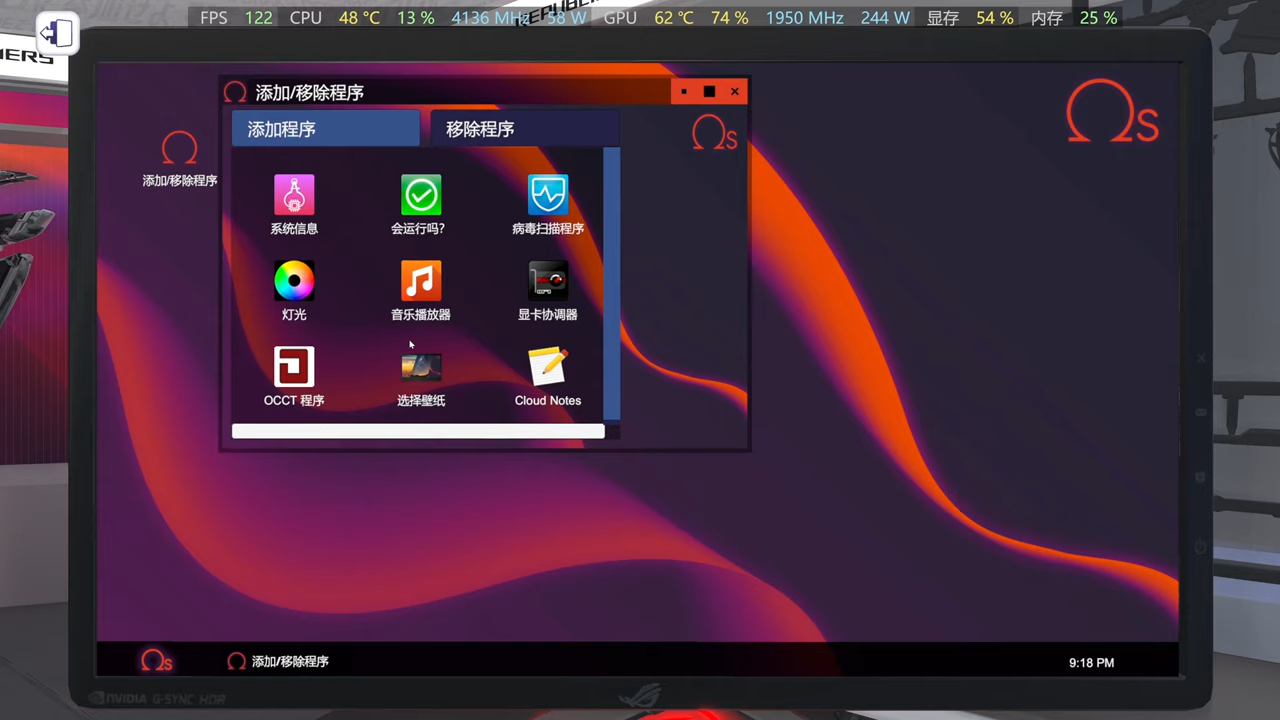 FPS 122 CPU 48 °C 13 % 4136 MHz 58 W GPU 62 °C 74 % 1950 MHz 244 W 显存 54 % 内存 25 %
添加/移除程序
添加程序 移除程序
Ωs
Ωs
添加/移除程序
系统信息 会运行吗? 病毒扫描程序
灯光 音乐播放器 显卡协调器
OCCT 程序 选择壁纸 Cloud Notes
Ωs 添加/移除程序 9:18 PM
NVIDIA G-SYNC HDR